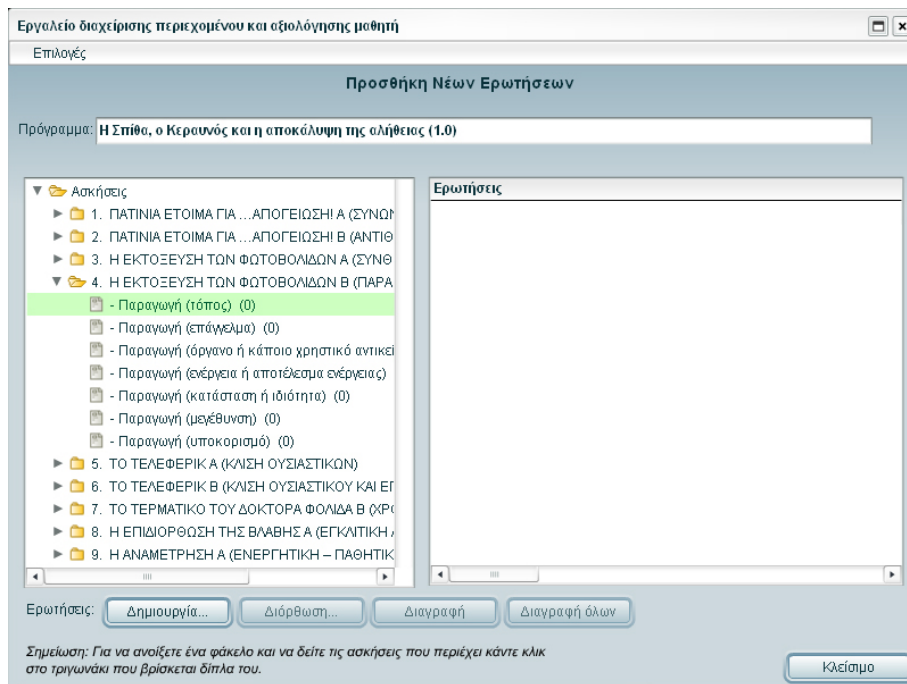 Εργαλείο διαχείρισης περιεχομένου και αξιολόγησης μαθητή
Επιλογές
Προσθήκη Νέων Ερωτήσεων
Πρόγραμμα: Η Σπίθα, ο Κεραυνός και η αποκάλυψη της αλήθειας (1.0)
Ασκήσεις
1. ΠΑΤΙΝΙΑ ΕΤΟΙΜΑ ΓΙΑ ...ΑΠΟΓΕΙΩΣΗ! Α (ΣΥΝΩΝ
2. ΠΑΤΙΝΙΑ ΕΤΟΙΜΑ ΓΙΑ ...ΑΠΟΓΕΙΩΣΗ! Β (ΑΝΤΙΘ
3. Η ΕΚΤΟΞΕΥΣΗ ΤΩΝ ΦΩΤΟΒΟΛΙΔΩΝ Α (ΣΥΝΘ
4. Η ΕΚΤΟΞΕΥΣΗ ΤΩΝ ΦΩΤΟΒΟΛΙΔΩΝ Β (ΠΑΡΑ
- Παραγωγή (τόπος) (0)
- Παραγωγή (επάγγελμα) (0)
- Παραγωγή (όργανο ή κάποιο χρηστικό αντικεί
- Παραγωγή (ενέργεια ή αποτέλεσμα ενέργειας)
- Παραγωγή (κατάσταση ή ιδιότητα) (0)
- Παραγωγή (μεγέθυνση) (0)
- Παραγωγή (υποκορισμό) (0)
5. ΤΟ ΤΕΛΕΦΕΡΙΚ Α (ΚΛΙΣΗ ΟΥΣΙΑΣΤΙΚΩΝ)
6. ΤΟ ΤΕΛΕΦΕΡΙΚ Β (ΚΛΙΣΗ ΟΥΣΙΑΣΤΙΚΟΥ ΚΑΙ ΕΠ
7. ΤΟ ΤΕΡΜΑΤΙΚΟ ΤΟΥ ΔΟΚΤΟΡΑ ΦΟΛΙΔΑ Β (ΧΡΟ
8. Η ΕΠΙΔΙΟΡΘΩΣΗ ΤΗΣ ΒΛΑΒΗΣ Α (ΕΓΚΛΙΤΙΚΗ
9. Η ΑΝΑΜΕΤΡΗΣΗ Α (ΕΝΕΡΓΗΤΙΚΗ – ΠΑΘΗΤΙΚ
Ερωτήσεις
Ερωτήσεις: Δημιουργία... Διόρθωση... Διαγραφή Διαγραφή όλων
Σημείωση: Για να ανοίξετε ένα φάκελο και να δείτε τις ασκήσεις που περιέχει κάντε κλικ
στο τριγωνάκι που βρίσκεται δίπλα του.
Κλείσιμο